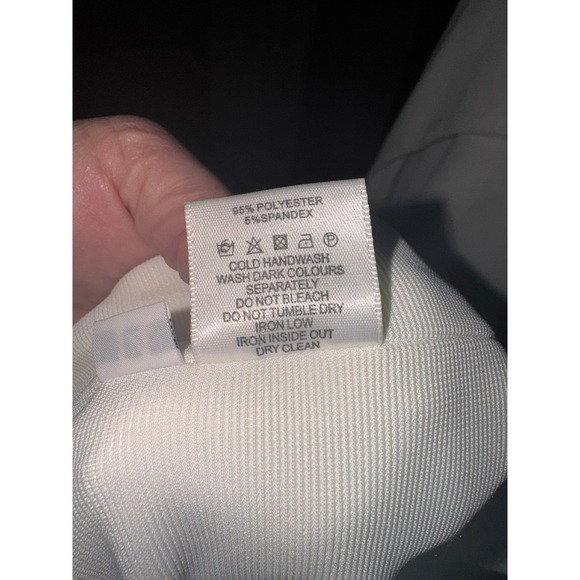 95% POLYESTER
5%SPANDEX
COLD HANDWASH
WASH DARK COLOURS
SEPARATELY
DO NOT BLEACH
DO NOT TUMBLE DRY
IRON LOW
IRON INSIDE OUT
DRY CLEAN